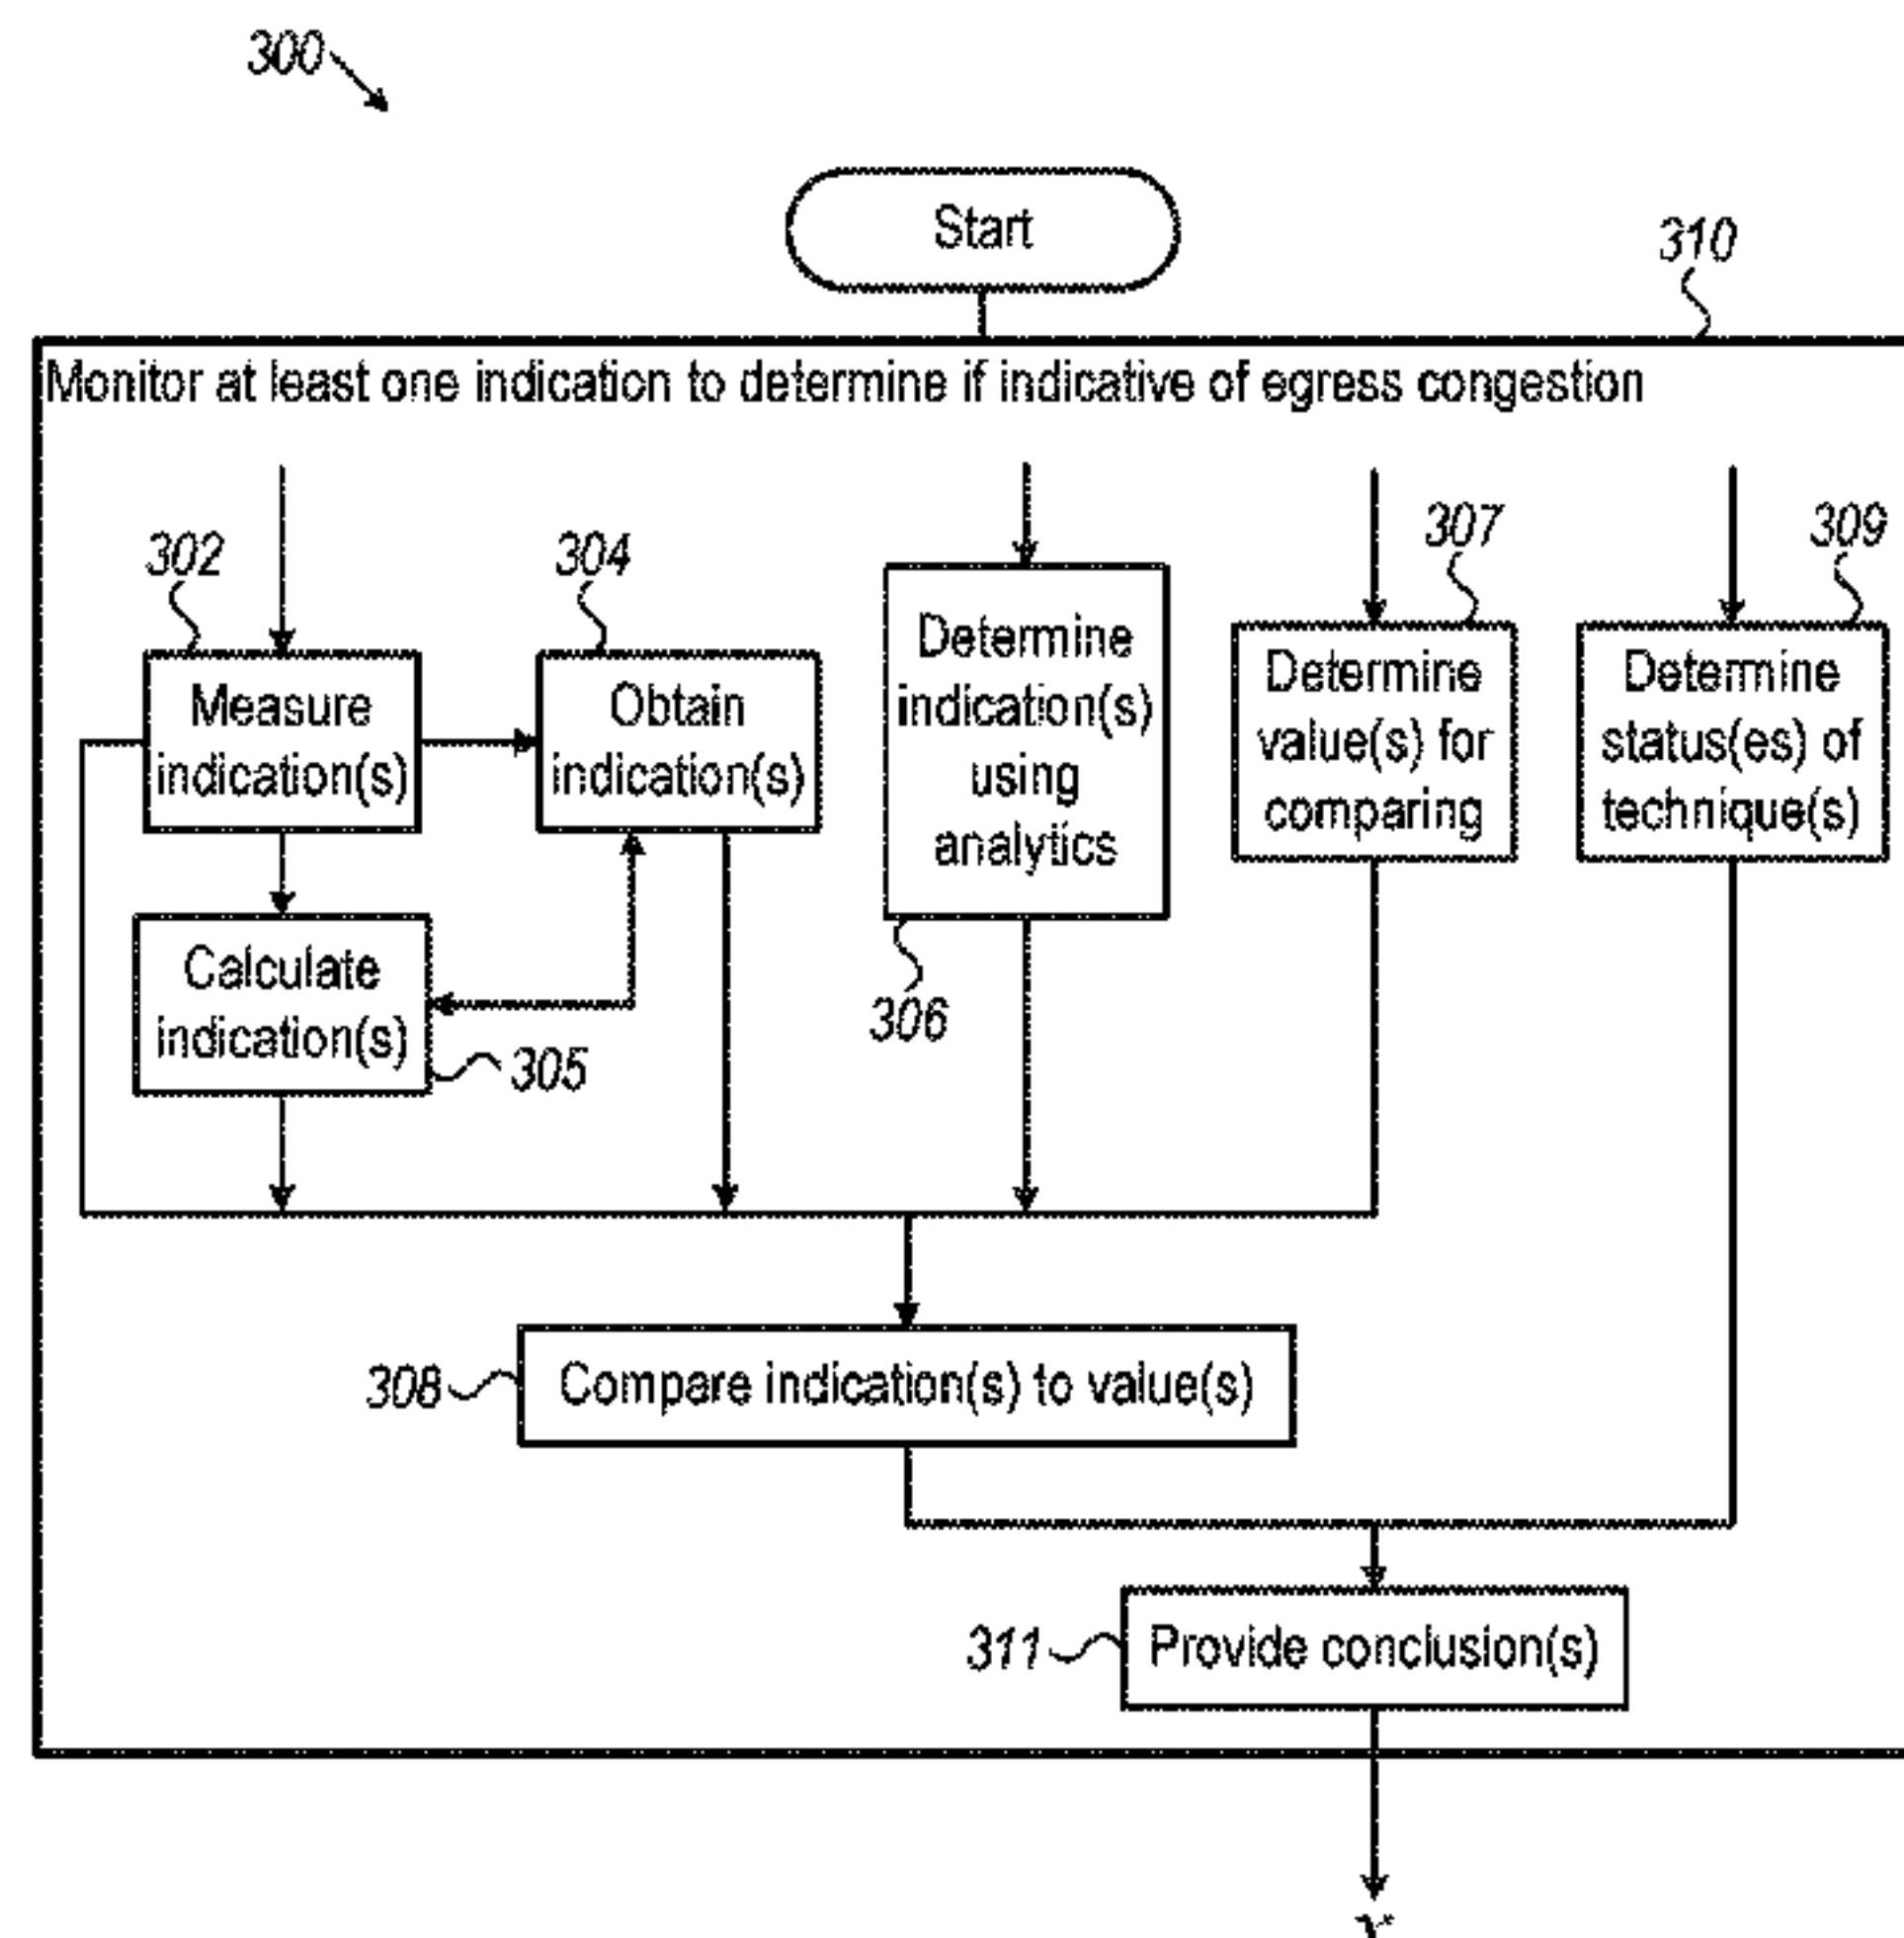 300
Start
310
Monitor at least one indication to determine if indicative of egress congestion
302
304
307
309
Measure
indication(s)
Obtain
indication(s)
Determine
indication(s)
using
analytics
Determine
value(s) for
comparing
Determine
status(es) of
technique(s)
Calculate
indication(s)
305
306
308
Compare indication(s) to value(s)
311
Provide conclusion(s)